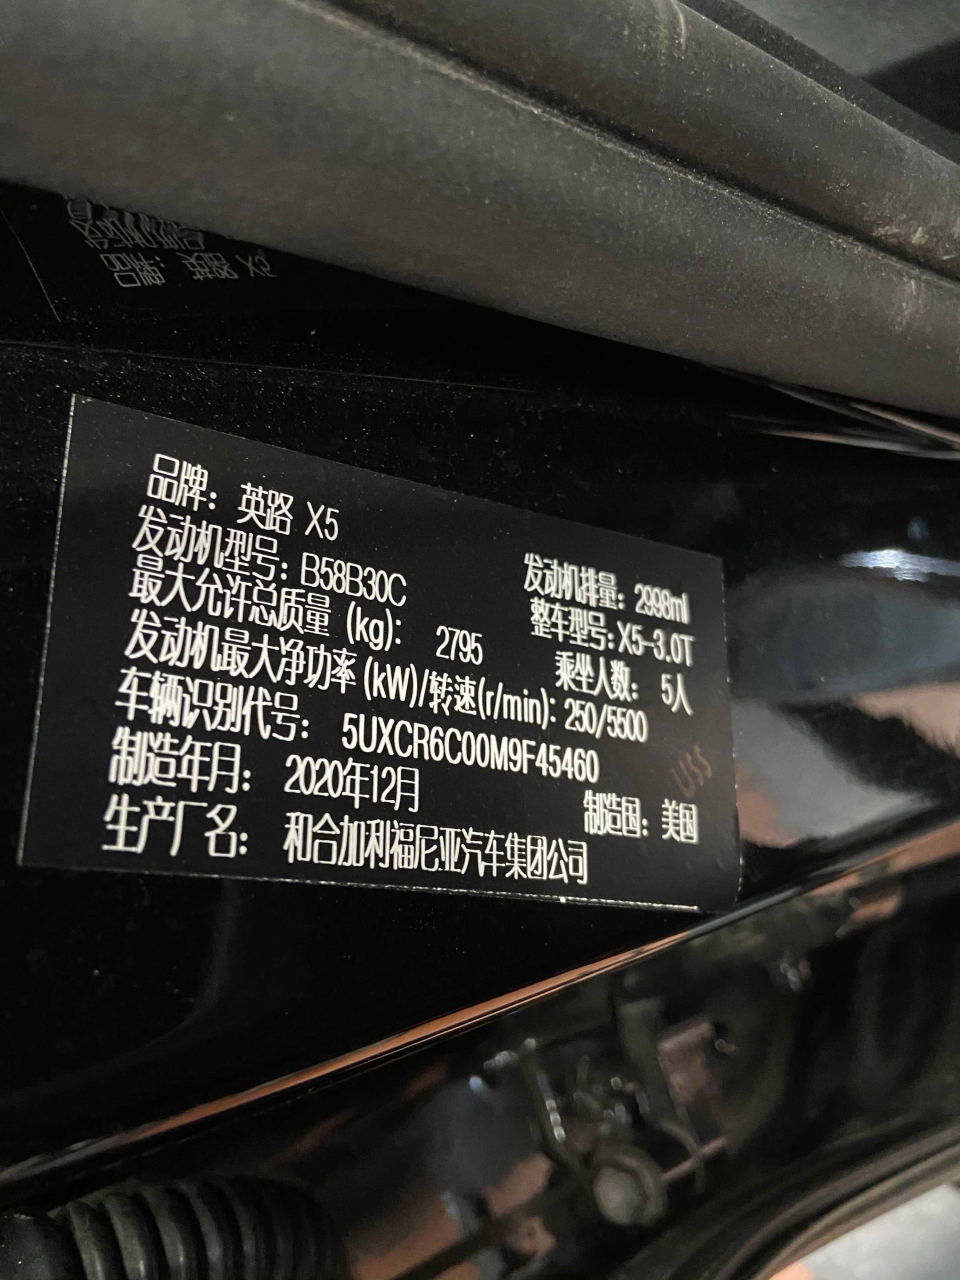 品牌：英路 X5
发动机型号：B58B30C 发动机排量：2998ml
最大允许总质量 (kg)： 2795 整车型号：X5-3.0T
发动机最大净功率 (kW)/转速(r/min)：250/5500 乘坐人数： 5人
车辆识别代号： 5UXCR6C00M9F45460
制造年月： 2020年12月 制造国：美国
生产厂名： 和合加利福尼亚汽车集团公司
USS